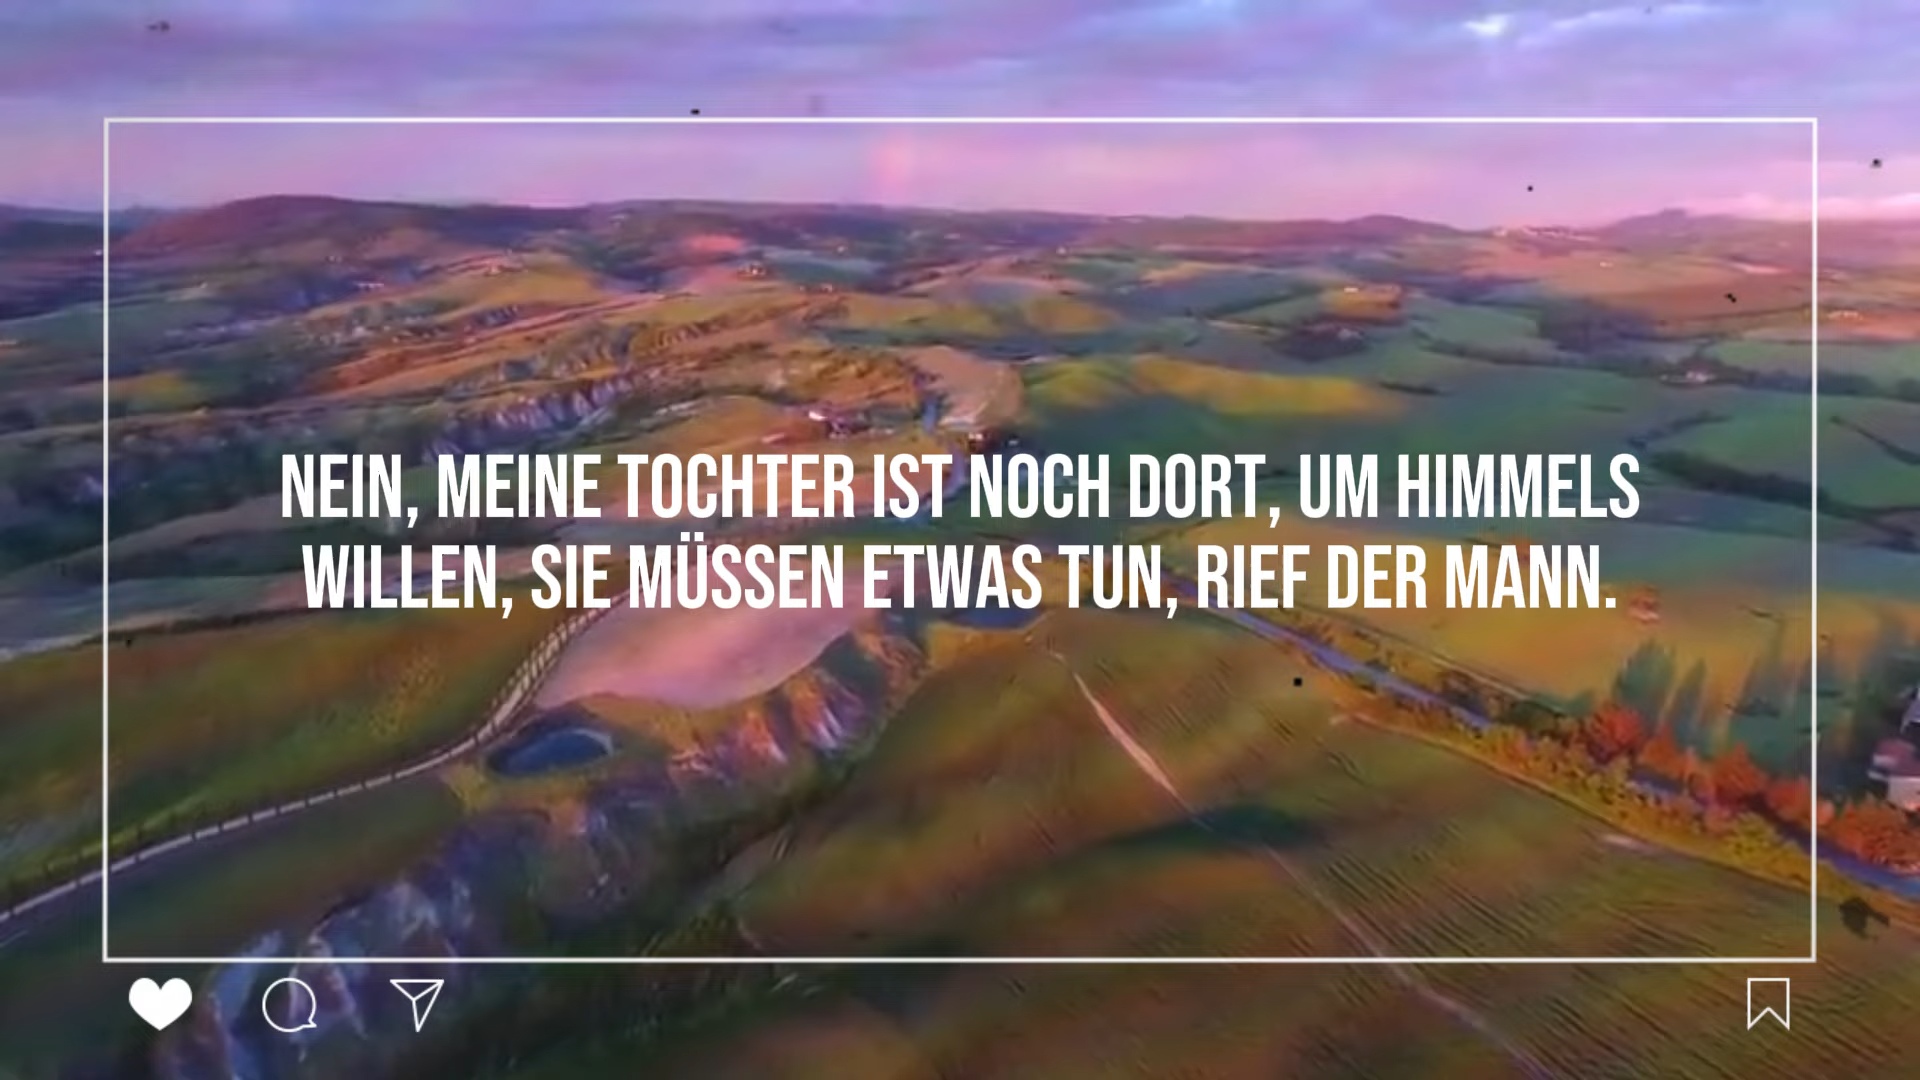 NEIN, MEINE TOCHTER IST NOCH DORT, UM HIMMELS
WILLEN, SIE MÜSSEN ETWAS TUN, RIEF DER MANN.